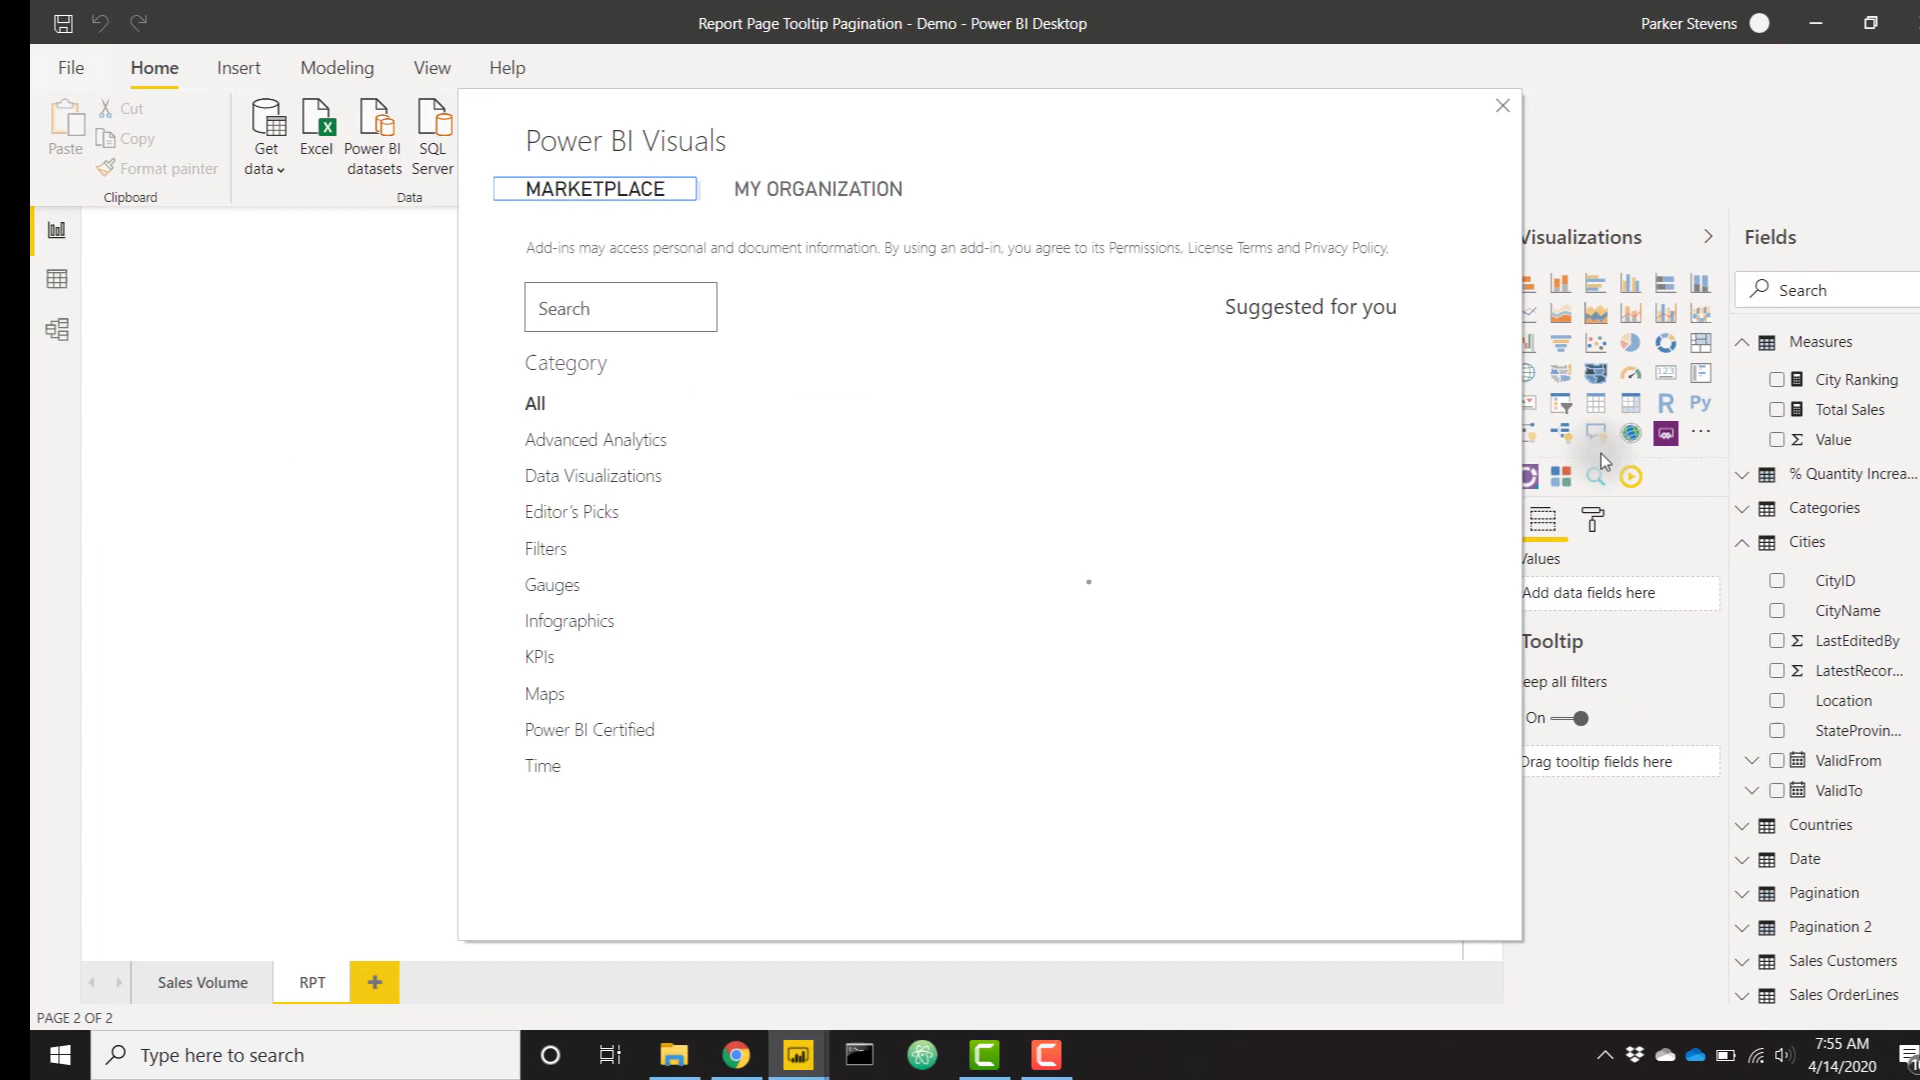 Report Page Tooltip Pagination - Demo - Power BI Desktop
Parker Stevens
File
Home
Insert
Modeling
View
Help
Paste
Cut
Copy
Format painter
Clipboard
Get data
Excel
Power BI datasets
SQL Server
Data
Power BI Visuals
MARKETPLACE
MY ORGANIZATION
Add-ins may access personal and document information. By using an add-in, you agree to its Permissions, License Terms and Privacy Policy.
Search
Suggested for you
Category
All
Advanced Analytics
Data Visualizations
Editor's Picks
Filters
Gauges
Infographics
KPIs
Maps
Power BI Certified
Time
Visualizations
R
Py
123
Values
Add data fields here
Tooltip
eep all filters
On
Drag tooltip fields here
Fields
Search
Measures
City Ranking
Total Sales
Σ Value
% Quantity Increa...
Categories
Cities
CityID
CityName
Σ LastEditedBy
Σ LatestRecor...
Location
StateProvin...
ValidFrom
ValidTo
Countries
Date
Pagination
Pagination 2
Sales Customers
Sales OrderLines
Sales Volume
RPT
PAGE 2 OF 2
Type here to search
7:55 AM
4/14/2020